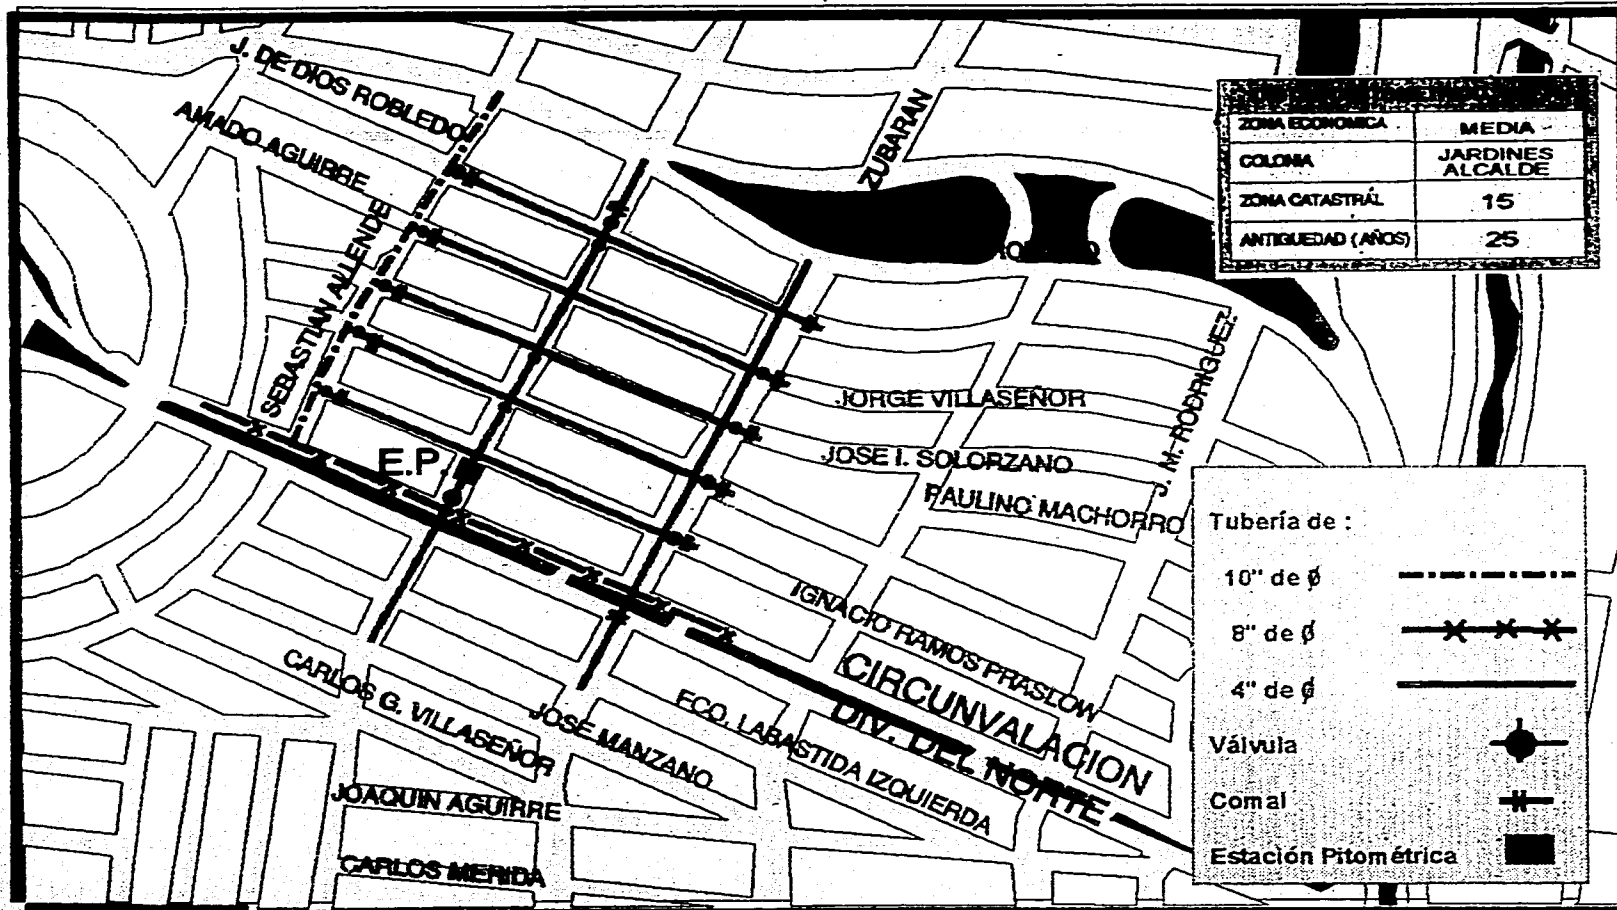 J. DE DIOS ROBLEDO
AMADO AGUIRRE
SEBASTIAN ALLENDE
ZUBARAN
ZONA ECONOMICA MEDIA
COLONIA JARDINES ALCALDE
ZONA CATASTRÁL 15
ANTIGUEDAD (AÑOS) 25
JORGE VILLASEÑOR
JOSE I. SOLORZANO
PAULINO MACHORRO
J. M. RODRIGUEZ
E.P.
IGNACIO RAMOS PRASLOW
CIRCUNVALACION
DIV. DEL NORTE
FCO. LABASTIDA IZQUIERDA
JOSE MANZANO
CARLOS G. VILLASEÑOR
JOAQUIN AGUIRRE
CARLOS MERIDA
Tubería de :
10" de ϕ
8" de ϕ
4" de ϕ
Válvula
Comal
Estación Pitométrica